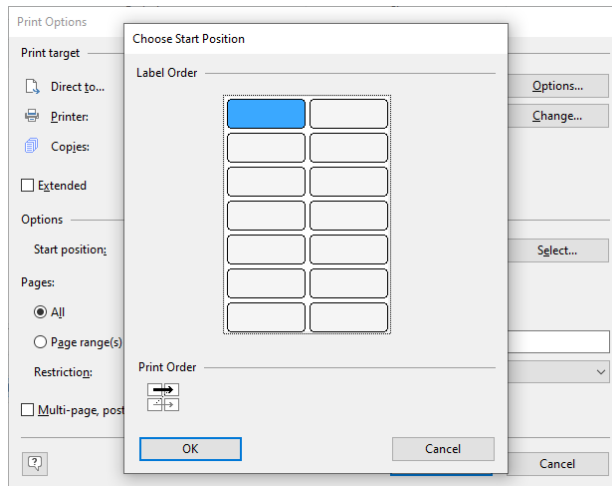 Print Options
Choose Start Position
Print target
Label Order
Direct to...
Options...
Printer:
Change...
Copies:
Extended
Options
Start position:
Select...
Pages:
All
Page range(s)
Print Order
Restriction:
Multi-page, post
OK
Cancel
?
Cancel